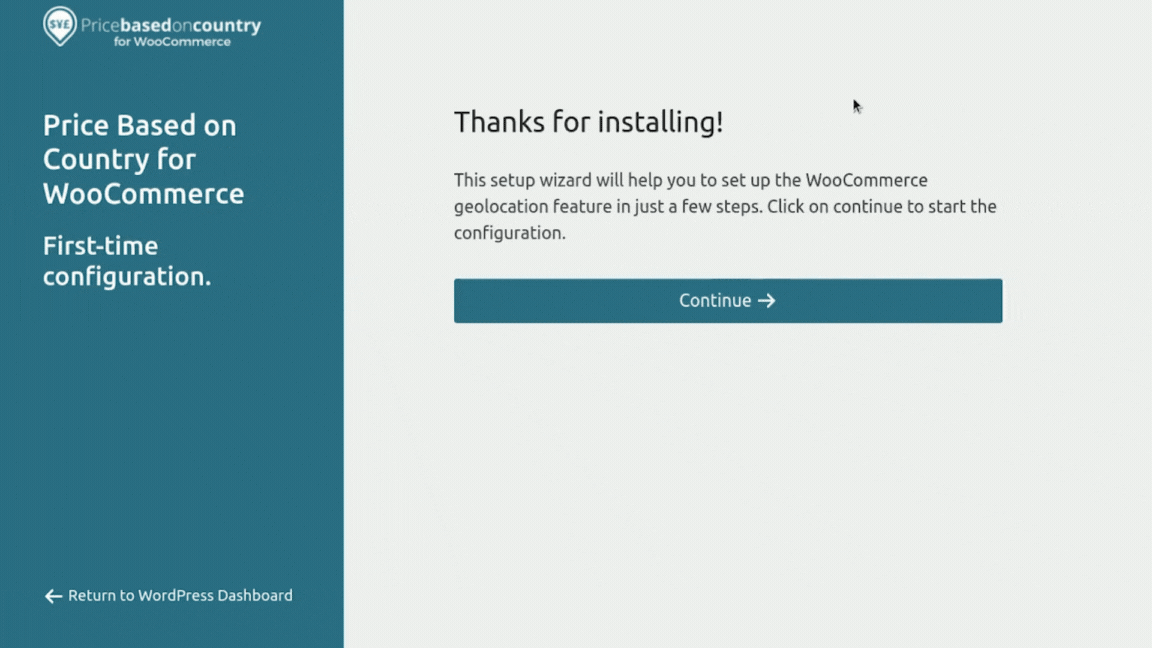 $¥£ Pricebasedoncountry
for WooCommerce
Price Based on
Country for
WooCommerce
First-time
configuration.
← Return to WordPress Dashboard
Thanks for installing!
This setup wizard will help you to set up the WooCommerce
geolocation feature in just a few steps. Click on continue to start the
configuration.
Continue →